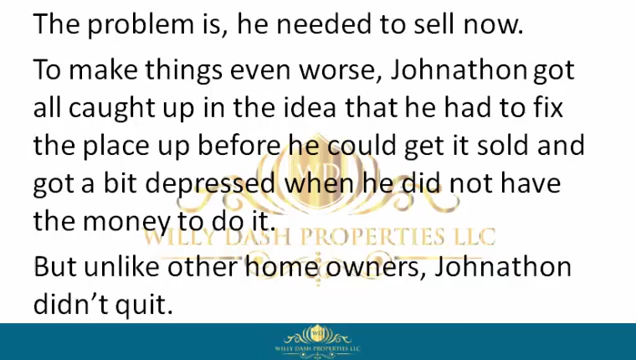 The problem is, he needed to sell now.
To make things even worse, Johnathon got
all caught up in the idea that he had to fix
the place up before he could get it sold and
got a bit depressed when he did not have
the money to do it.
WILLY DASH PROPERTIES LLC
But unlike other home owners, Johnathon
didn’t quit.
WILLY DASH PROPERTIES LLC